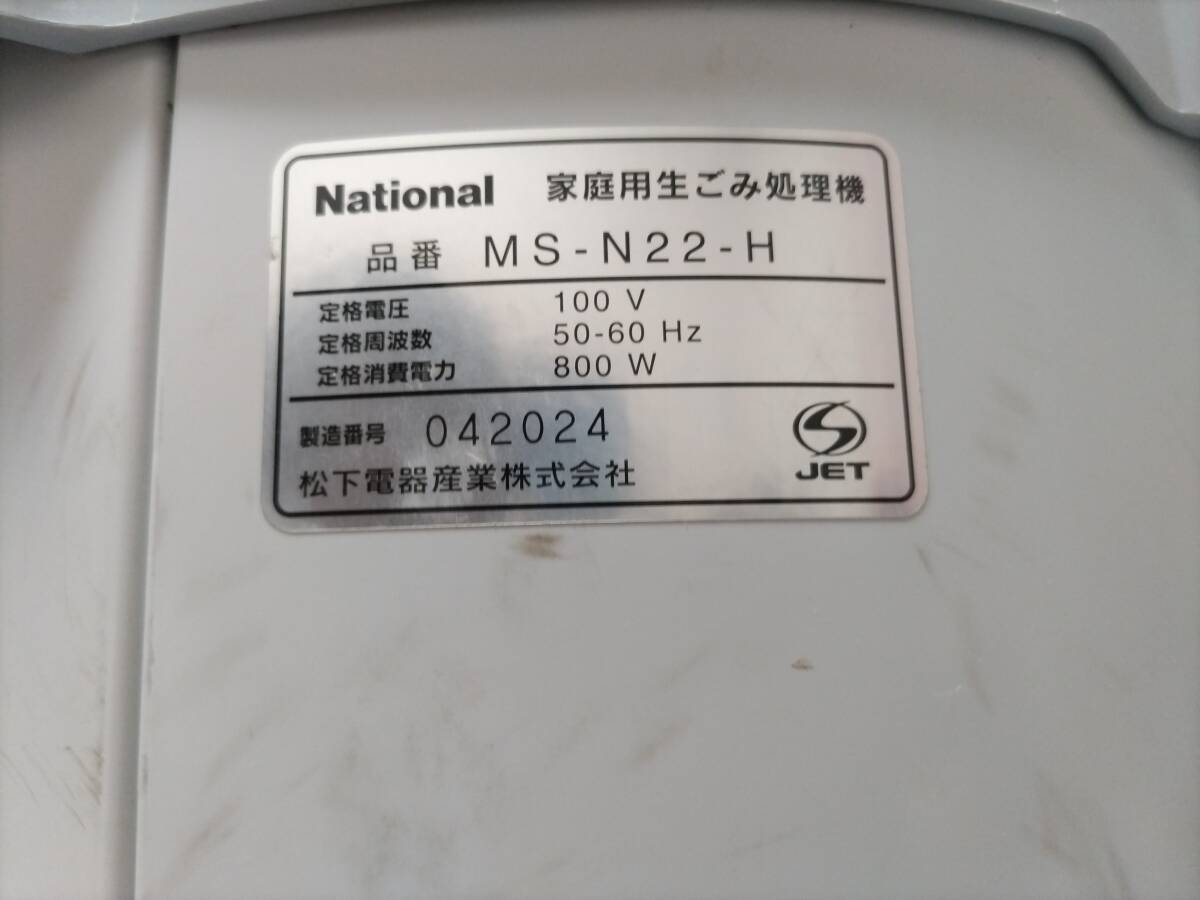 National 家庭用生ごみ処理機
品番 MS-N22-H
定格電圧 100 V
定格周波数 50-60 Hz
定格消費電力 800 W
製造番号 042024
松下電器産業株式会社
JET